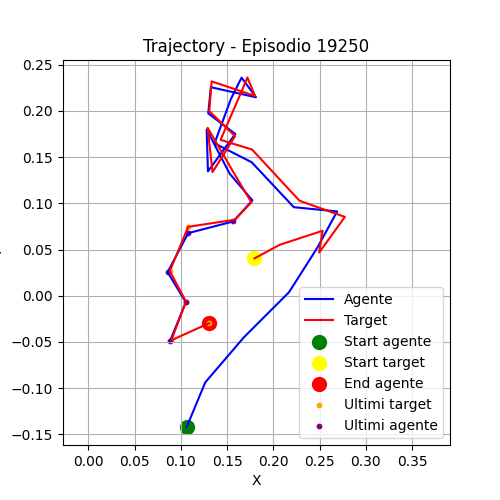 Trajectory - Episodio 19250
0.25
0.20
0.15
0.10
0.05
0.00
−0.05
−0.10
−0.15
0.00 0.05 0.10 0.15 0.20 0.25 0.30 0.35
X
Agente
Target
Start agente
Start target
End agente
Ultimi target
Ultimi agente